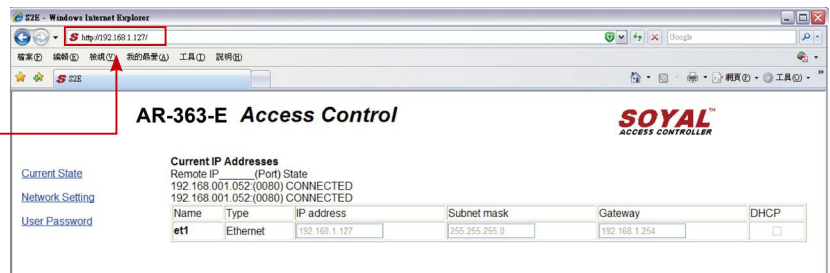 S2E - Windows Internet Explorer
http://192.168.1.127/
Google
檔案(F) 編輯(E) 檢視(V) 我的最愛(A) 工具(T) 說明(H)
S2E
網頁(P) 工具(O)
AR-363-E Access Control
SOYAL™
ACCESS CONTROLLER
Current State
Network Setting
User Password
Current IP Addresses
Remote IP______(Port) State
192.168.001.052:(0080) CONNECTED
192.168.001.052:(0080) CONNECTED
Name Type IP address Subnet mask Gateway DHCP
et1 Ethernet 192.168.1.127 255.255.255.0 192.168.1.254